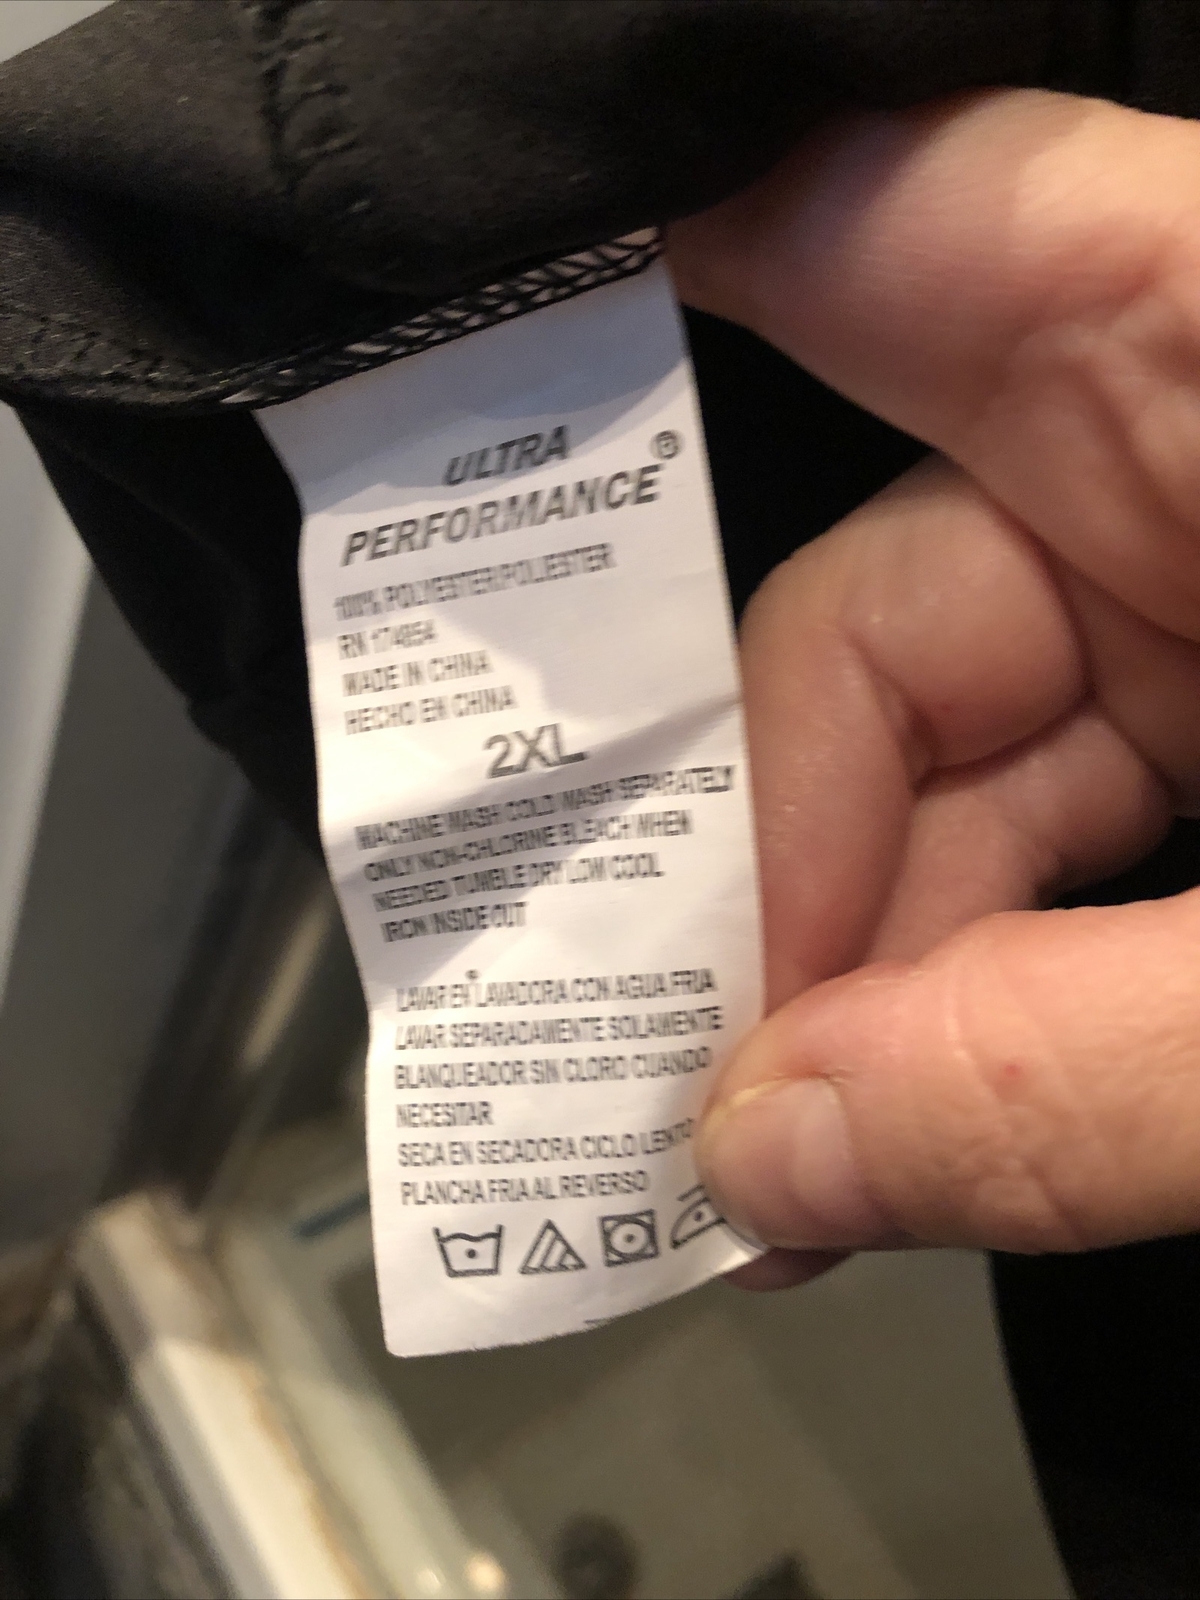 ULTRA
PERFORMANCE®
100% POLYESTER/POLIESTER
RN 174954
MADE IN CHINA
HECHO EN CHINA
2XL
MACHINE WASH COLD WASH SEPARATELY
ONLY NON-CHLORINE BLEACH WHEN
NEEDED TUMBLE DRY LOW COOL
IRON INSIDE OUT
LAVAR EN LAVADORA CON AGUA FRIA
LAVAR SEPARADAMENTE SOLAMENTE
BLANQUEADOR SIN CLORO CUANDO
NECESITAR
SECA EN SECADORA CICLO LENTO
PLANCHA FRIA AL REVERSO